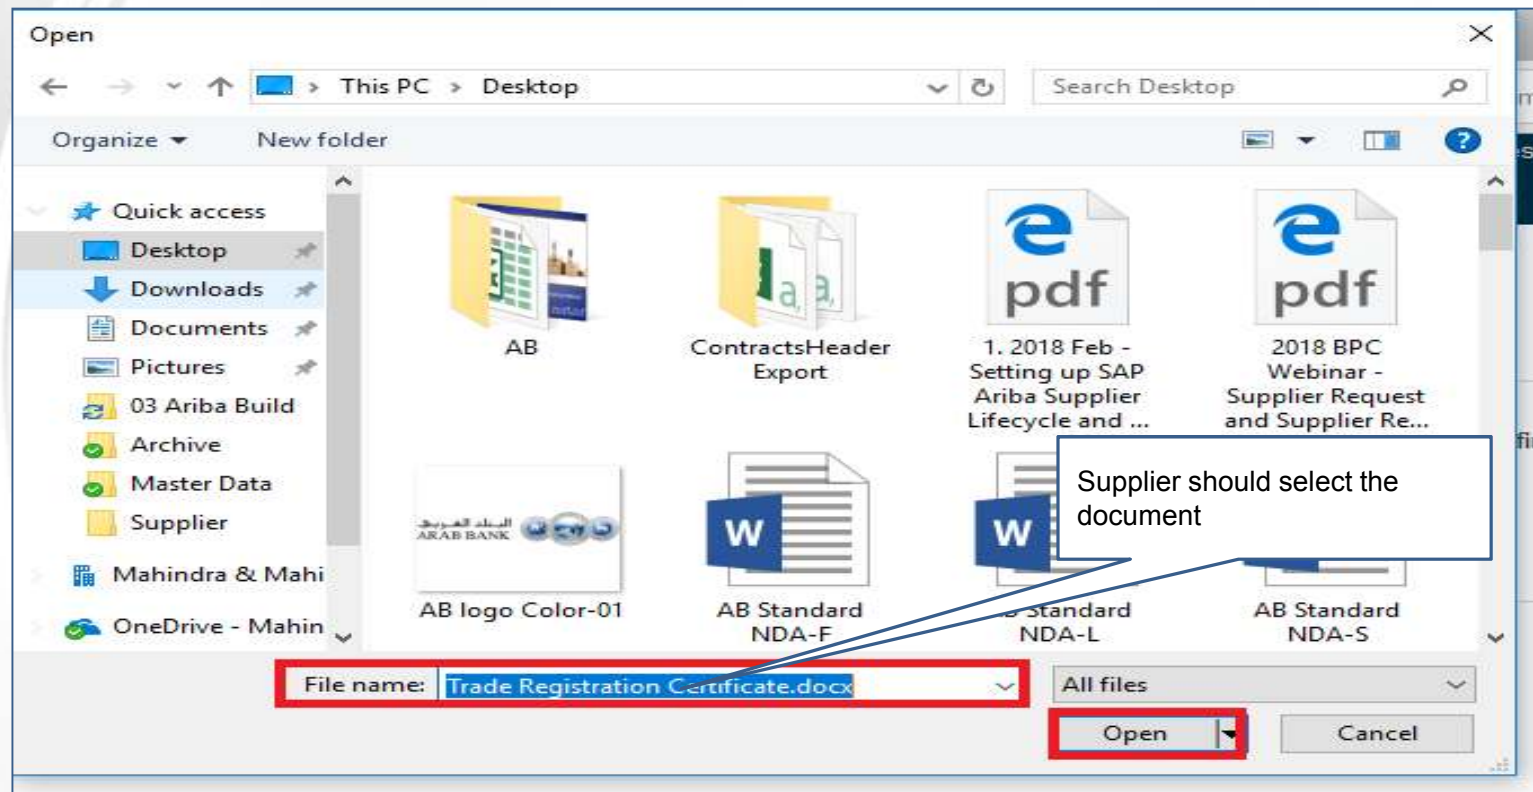 Open
This PC > Desktop
Search Desktop
Organize
New folder
Quick access
Desktop
Downloads
Documents
Pictures
03 Ariba Build
Archive
Master Data
Supplier
Mahindra & Mahi
OneDrive - Mahin
AB
ContractsHeader
Export
pdf
1. 2018 Feb -
Setting up SAP
Ariba Supplier
Lifecycle and ...
pdf
2018 BPC
Webinar -
Supplier Request
and Supplier Re...
البنك العربي
ARAB BANK
AB logo Color-01
W
AB Standard
NDA-F
W
Standard
NDA-L
AB Standard
NDA-S
Supplier should select the
document
File name: Trade Registration Certificate.docx
All files
Open
Cancel